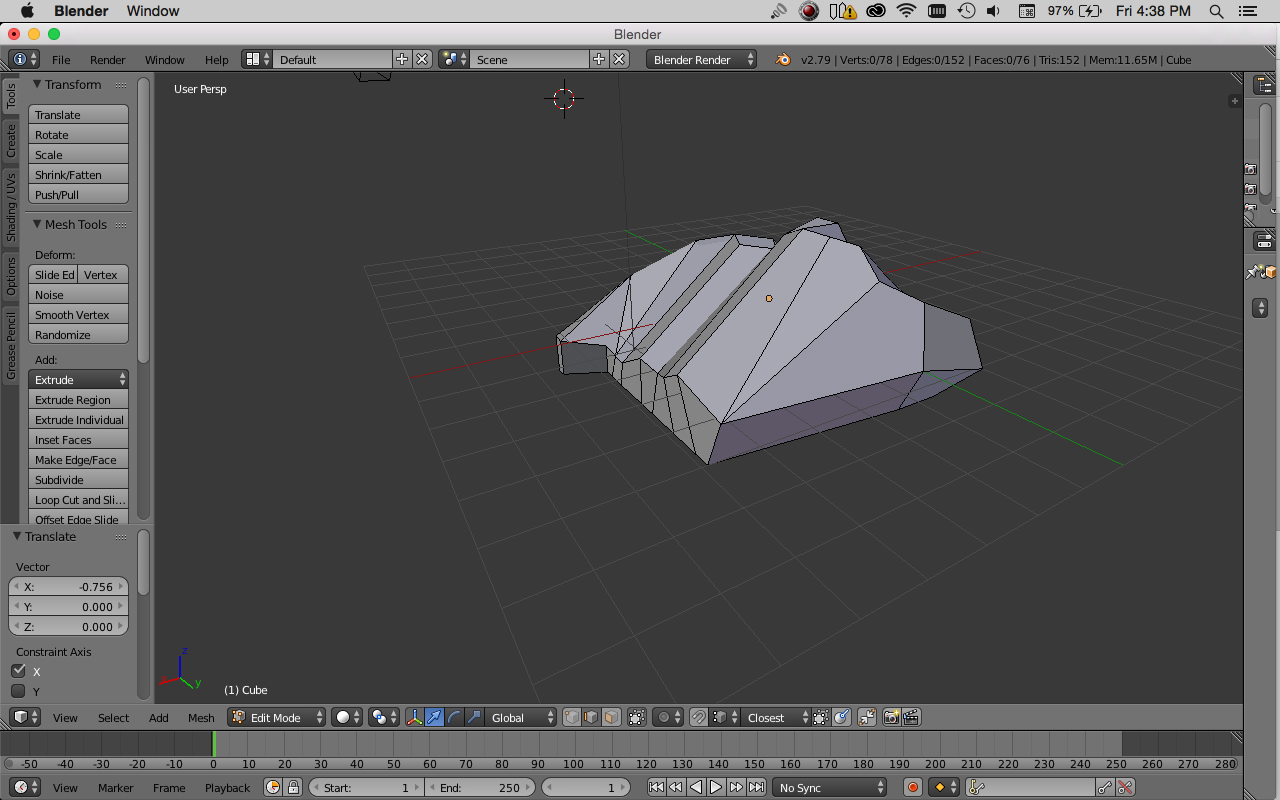 Blender Window 97% Fri 4:38 PM
Blender
File Render Window Help Default Scene Blender Render v2.79 | Verts:0/78 | Edges:0/152 | Faces:0/76 | Tris:152 | Mem:11.65M | Cube
Tools
Create
Shading / UVs
Options
Grease Pencil
Transform
Translate
Rotate
Scale
Shrink/Fatten
Push/Pull
Mesh Tools
Deform:
Slide Ed Vertex
Noise
Smooth Vertex
Randomize
Add:
Extrude
Extrude Region
Extrude Individual
Inset Faces
Make Edge/Face
Subdivide
Loop Cut and Sli...
Offset Edge Slide
Translate
Vector
X: -0.756
Y: 0.000
Z: 0.000
Constraint Axis
X
Y
User Persp
z
x
y
(1) Cube
View Select Add Mesh Edit Mode Global Closest
-50 -40 -30 -20 -10 0 10 20 30 40 50 60 70 80 90 100 110 120 130 140 150 160 170 180 190 200 210 220 230 240 250 260 270 280
View Marker Frame Playback Start: 1 End: 250 1 No Sync